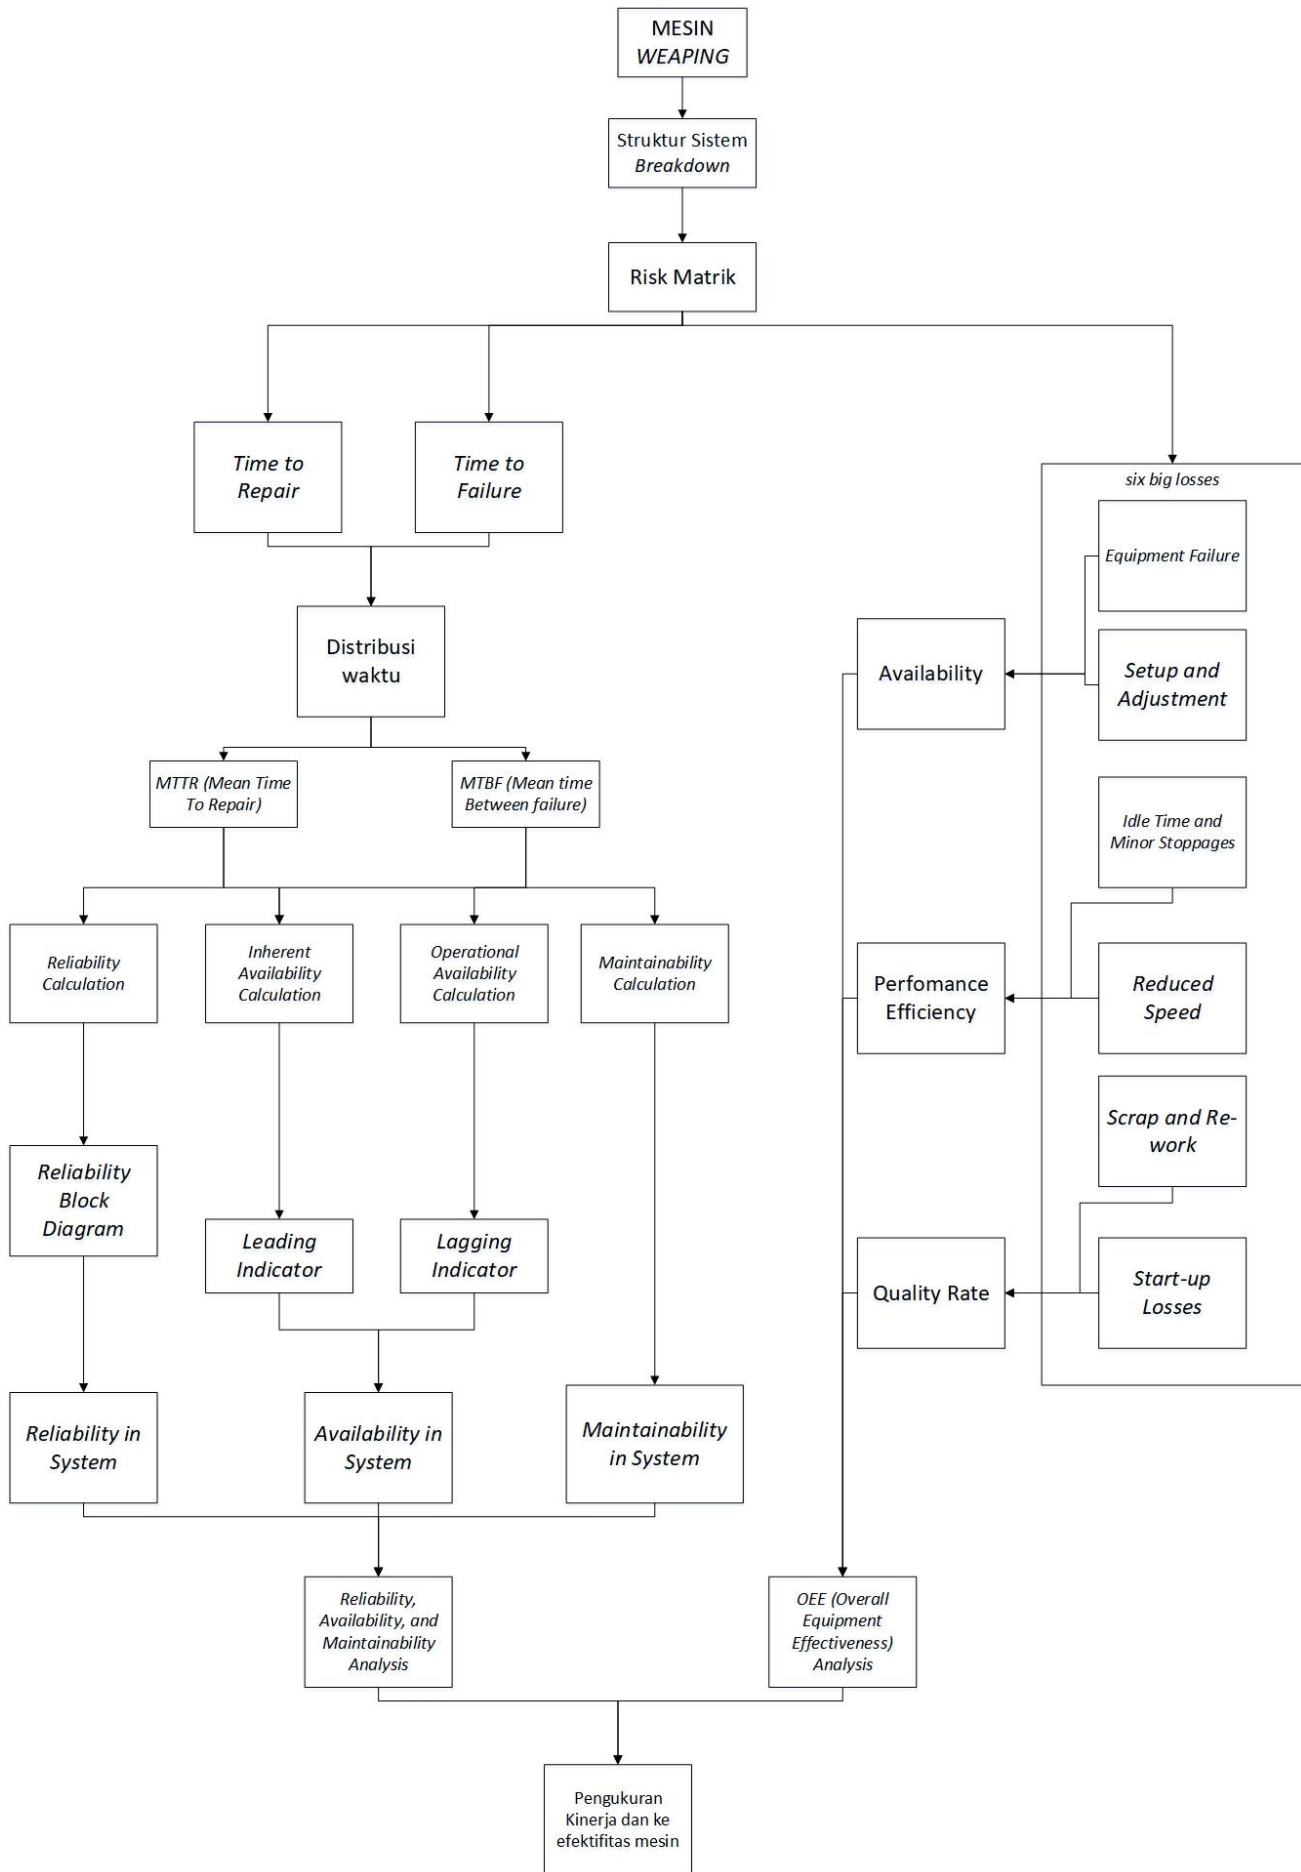 MESIN
WEAPING
Struktur Sistem
Breakdown
Risk Matrik
Time to
Repair
Time to
Failure
six big losses
Equipment Failure
Distribusi
waktu
Availability
Setup and
Adjustment
MTTR (Mean Time
To Repair)
MTBF (Mean time
Between failure)
Idle Time and
Minor Stoppages
Reliability
Calculation
Inherent
Availability
Calculation
Operational
Availability
Calculation
Maintainability
Calculation
Perfomance
Efficiency
Reduced
Speed
Scrap and Re-
work
Reliability
Block
Diagram
Leading
Indicator
Lagging
Indicator
Quality Rate
Start-up
Losses
Reliability in
System
Availability in
System
Maintainability
in System
Reliability,
Availability, and
Maintainability
Analysis
OEE (Overall
Equipment
Effectiveness)
Analysis
Pengukuran
Kinerja dan ke
efektifitas mesin